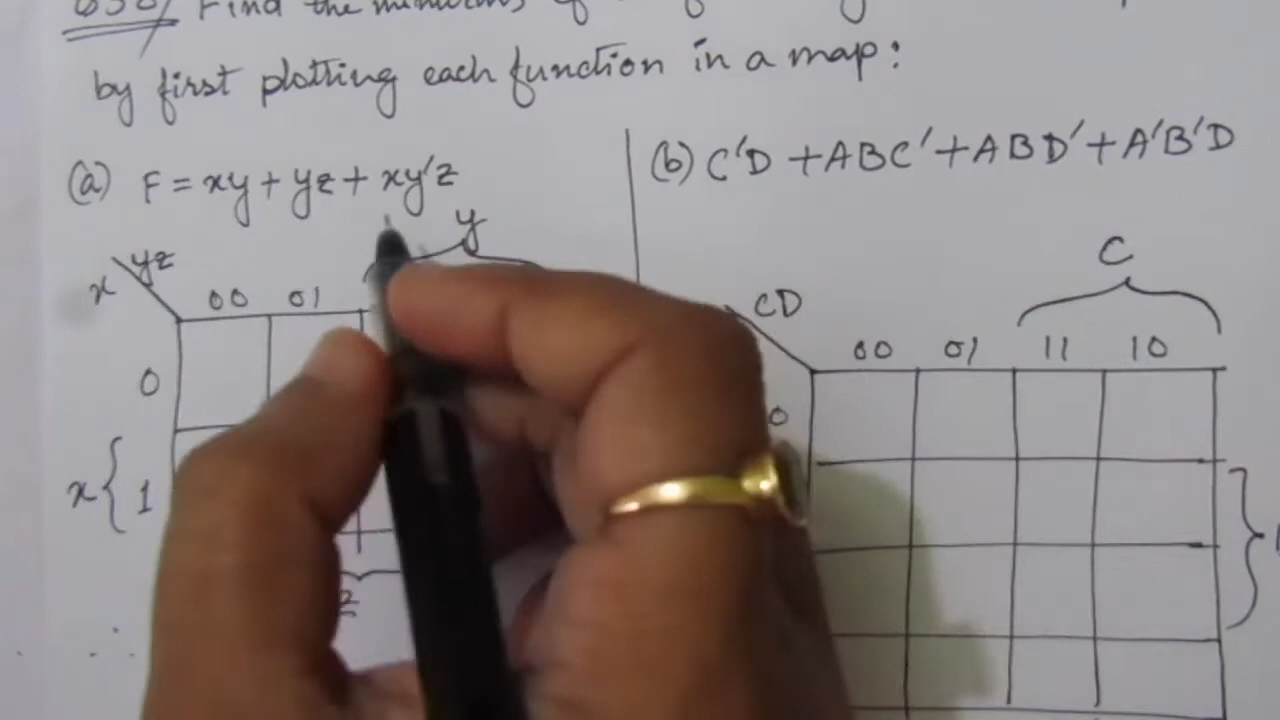 Find the minterms of
by first plotting each function in a map:
(a) F = xy + yz + xy'z
(b) C'D + ABC' + ABD' + A'B'D
y
C
x yz
CD
00 01
00 01 11 10
0
0
x { 1
z